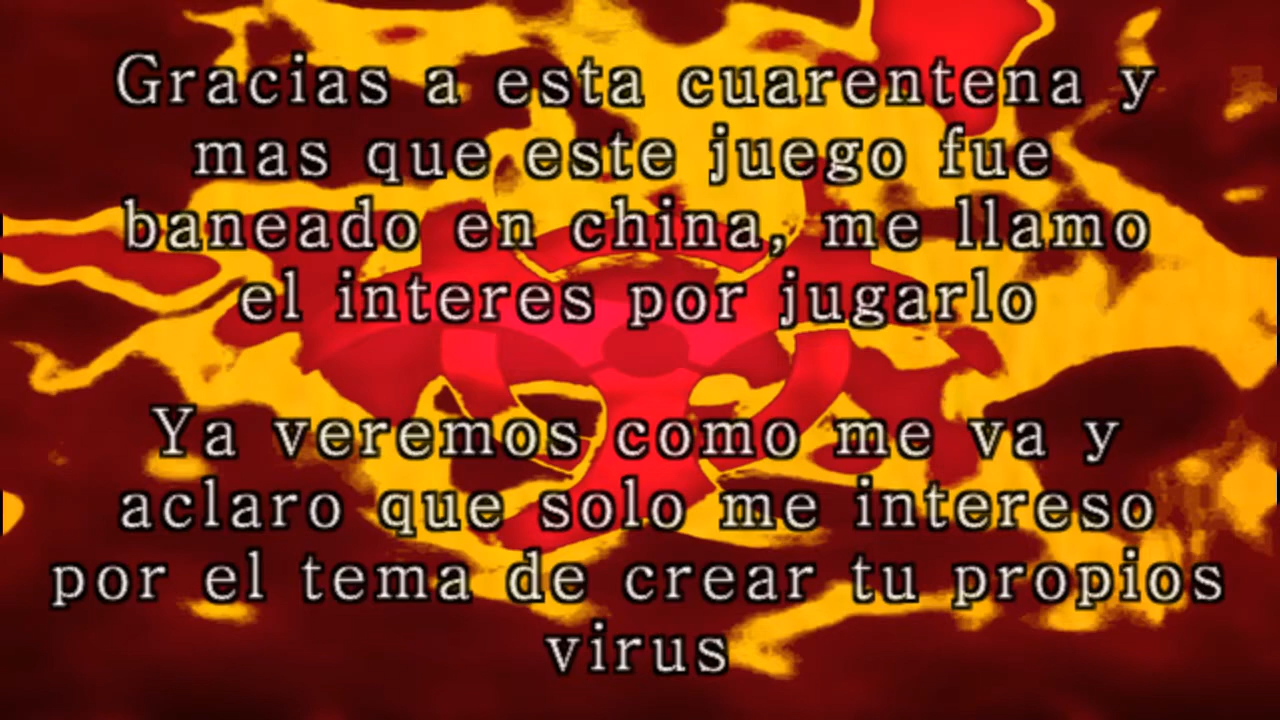 Gracias a esta cuarentena y
mas que este juego fue
baneado en china, me llamo
el interes por jugarlo
Ya veremos como me va y
aclaro que solo me intereso
por el tema de crear tu propios
virus